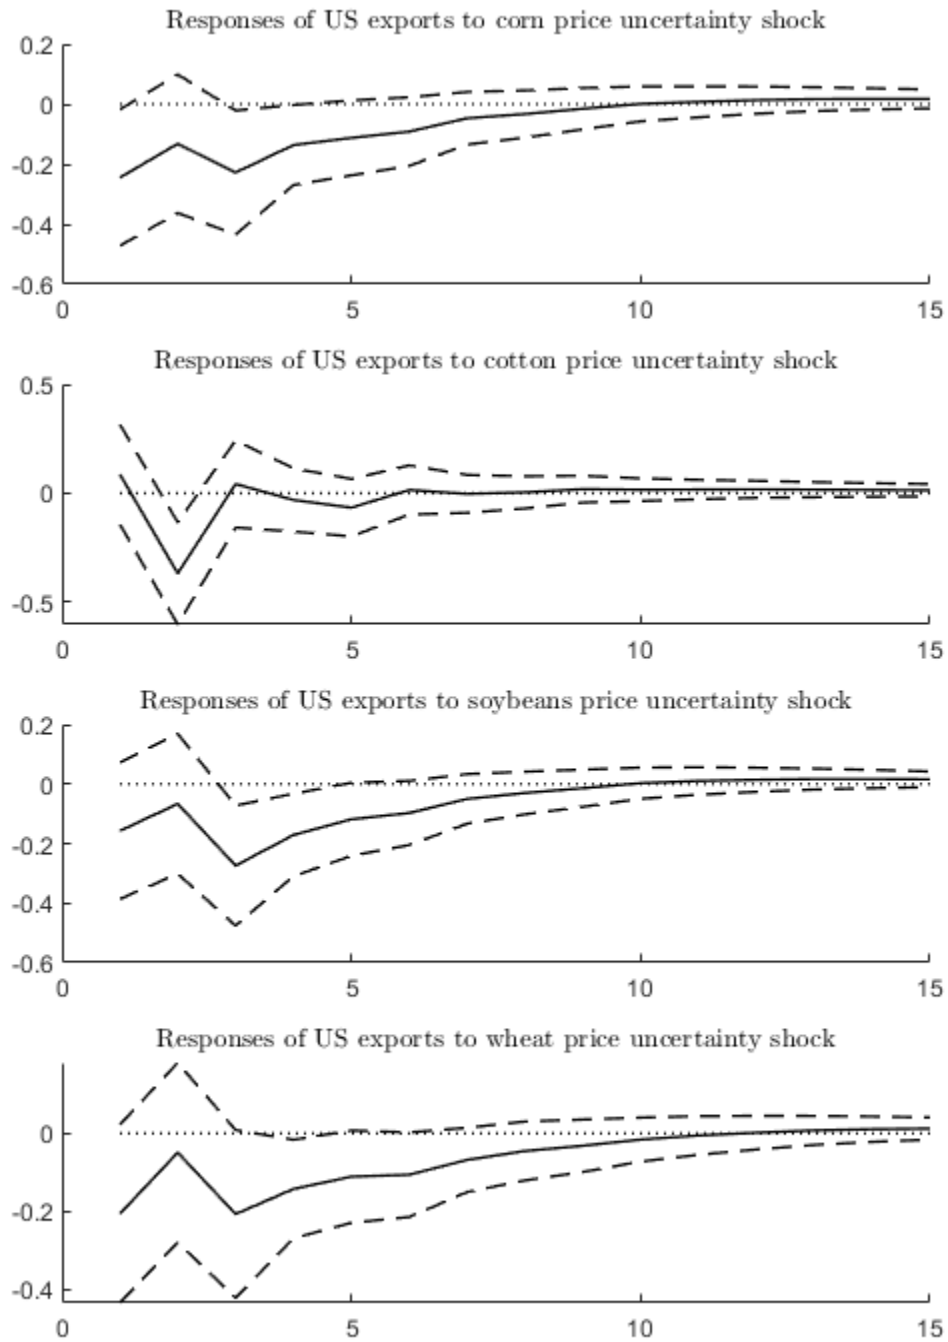 Responses of US exports to corn price uncertainty shock
0.2
0
-0.2
-0.4
-0.6
0 5 10 15
Responses of US exports to cotton price uncertainty shock
0.5
0
-0.5
0 5 10 15
Responses of US exports to soybeans price uncertainty shock
0.2
0
-0.2
-0.4
-0.6
0 5 10 15
Responses of US exports to wheat price uncertainty shock
0
-0.2
-0.4
0 5 10 15